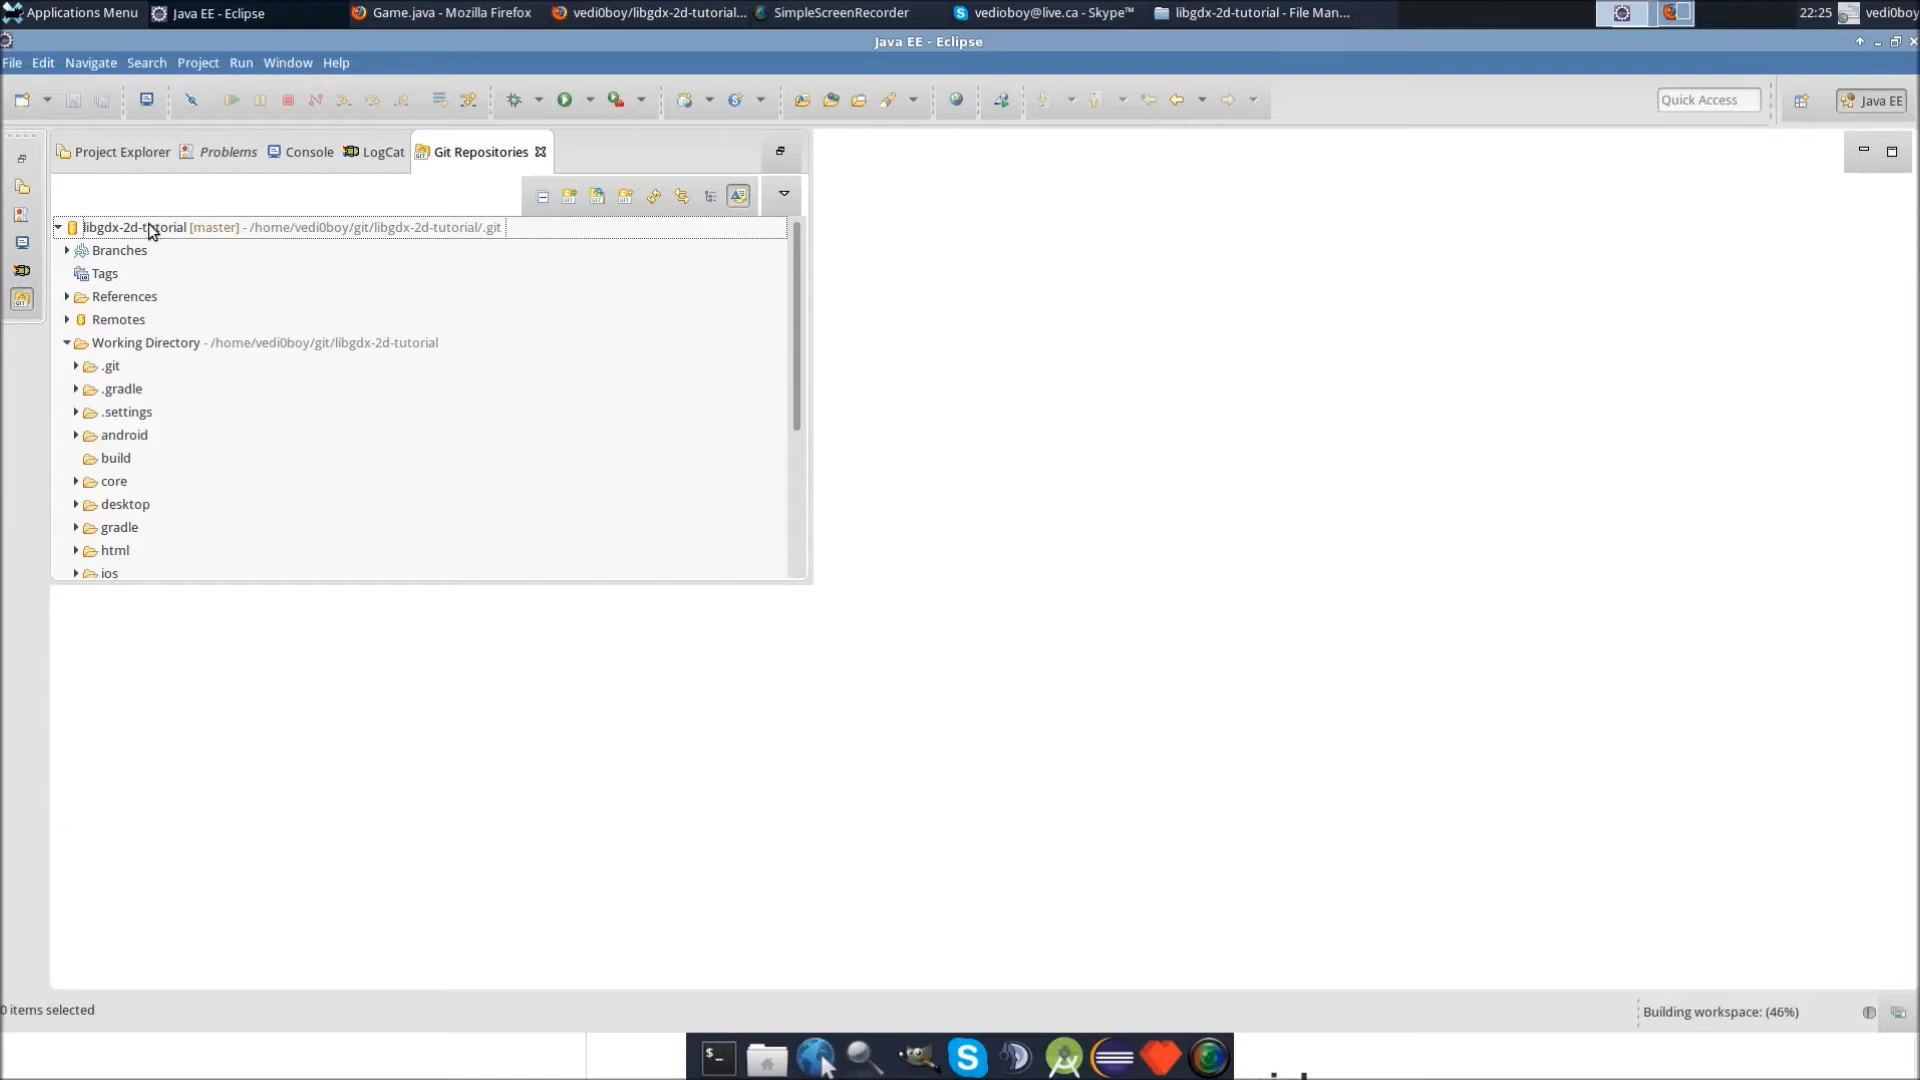 Applications Menu Java EE - Eclipse Game.java - Mozilla Firefox vedi0boy/libgdx-2d-tutorial... SimpleScreenRecorder vedioboy@live.ca - Skype™ libgdx-2d-tutorial - File Man... 22:25 vedi0boy
Java EE - Eclipse
File Edit Navigate Search Project Run Window Help
Quick Access Java EE
Project Explorer Problems Console LogCat Git Repositories
libgdx-2d-tutorial [master] - /home/vedi0boy/git/libgdx-2d-tutorial/.git
Branches
Tags
References
Remotes
Working Directory - /home/vedi0boy/git/libgdx-2d-tutorial
.git
.gradle
.settings
android
build
core
desktop
gradle
html
ios
0 items selected Building workspace: (46%)